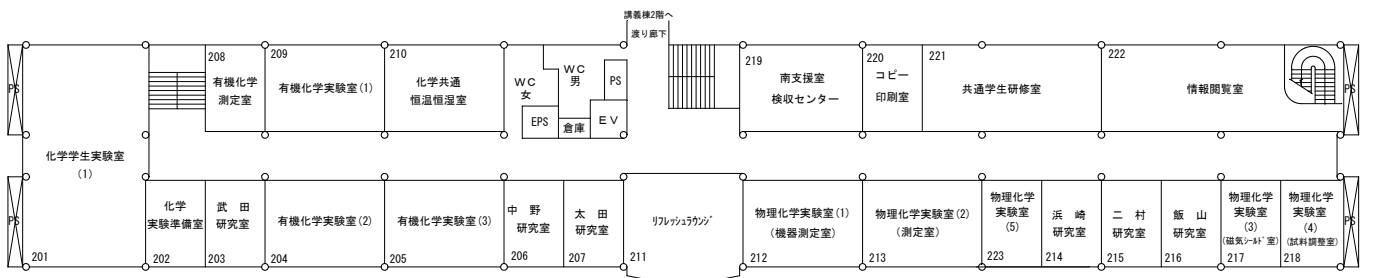 講義棟2階へ
渡り廊下
PS
化学学生実験室
(1)
201
208
有機化学
測定室
209
有機化学実験室(1)
210
化学共通
恒温恒湿室
WC
女
WC
男
PS
EPS
倉庫
EV
219
南支援室
検収センター
220
コピー
印刷室
221
共通学生研修室
222
情報閲覧室
PS
PS
化学
実験準備室
202
武 田
研究室
203
有機化学実験室(2)
204
有機化学実験室(3)
205
中 野
研究室
206
太 田
研究室
207
リフレッシュラウンジ
211
物理化学実験室(1)
(機器測定室)
212
物理化学実験室(2)
(測定室)
213
物理化学
実験室
(5)
223
浜 崎
研究室
214
二 村
研究室
215
飯 山
研究室
216
物理化学
実験室
(3)
(磁気シールド室)
217
物理化学
実験室
(4)
(試料調整室)
218
PS